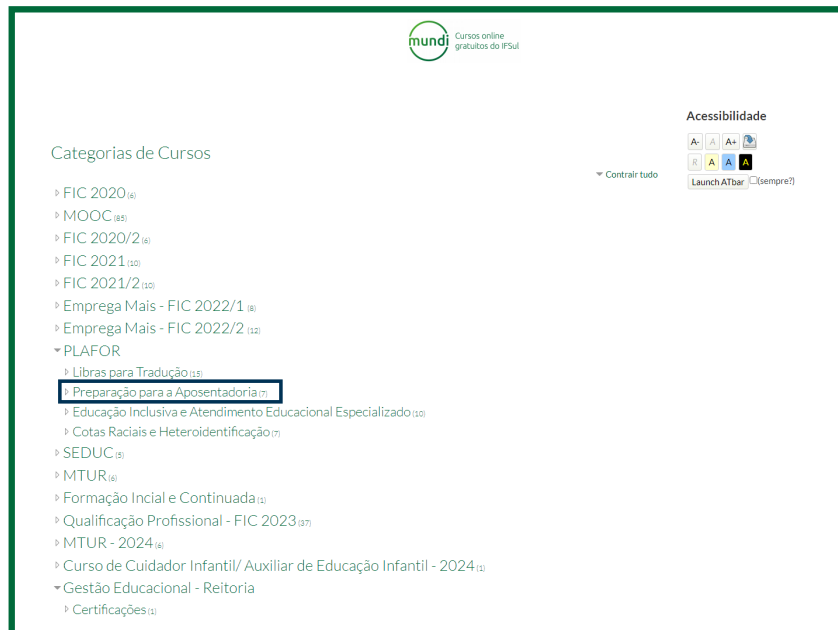 mundi Cursos online
gratuitos do IFSul
Acessibilidade
A- A A+
R A A A
Launch ATbar (sempre?)
Categorias de Cursos
Contrair tudo
FIC 2020 (6)
MOOC (85)
FIC 2020/2 (6)
FIC 2021 (10)
FIC 2021/2 (10)
Emprega Mais - FIC 2022/1 (8)
Emprega Mais - FIC 2022/2 (12)
PLAFOR
Libras para Tradução (15)
Preparação para a Aposentadoria (7)
Educação Inclusiva e Atendimento Educacional Especializado (10)
Cotas Raciais e Heteroidentificação (7)
SEDUC (5)
MTUR (6)
Formação Incial e Continuada (1)
Qualificação Profissional - FIC 2023 (37)
MTUR - 2024 (6)
Curso de Cuidador Infantil/ Auxiliar de Educação Infantil - 2024 (1)
Gestão Educacional - Reitoria
Certificações (1)